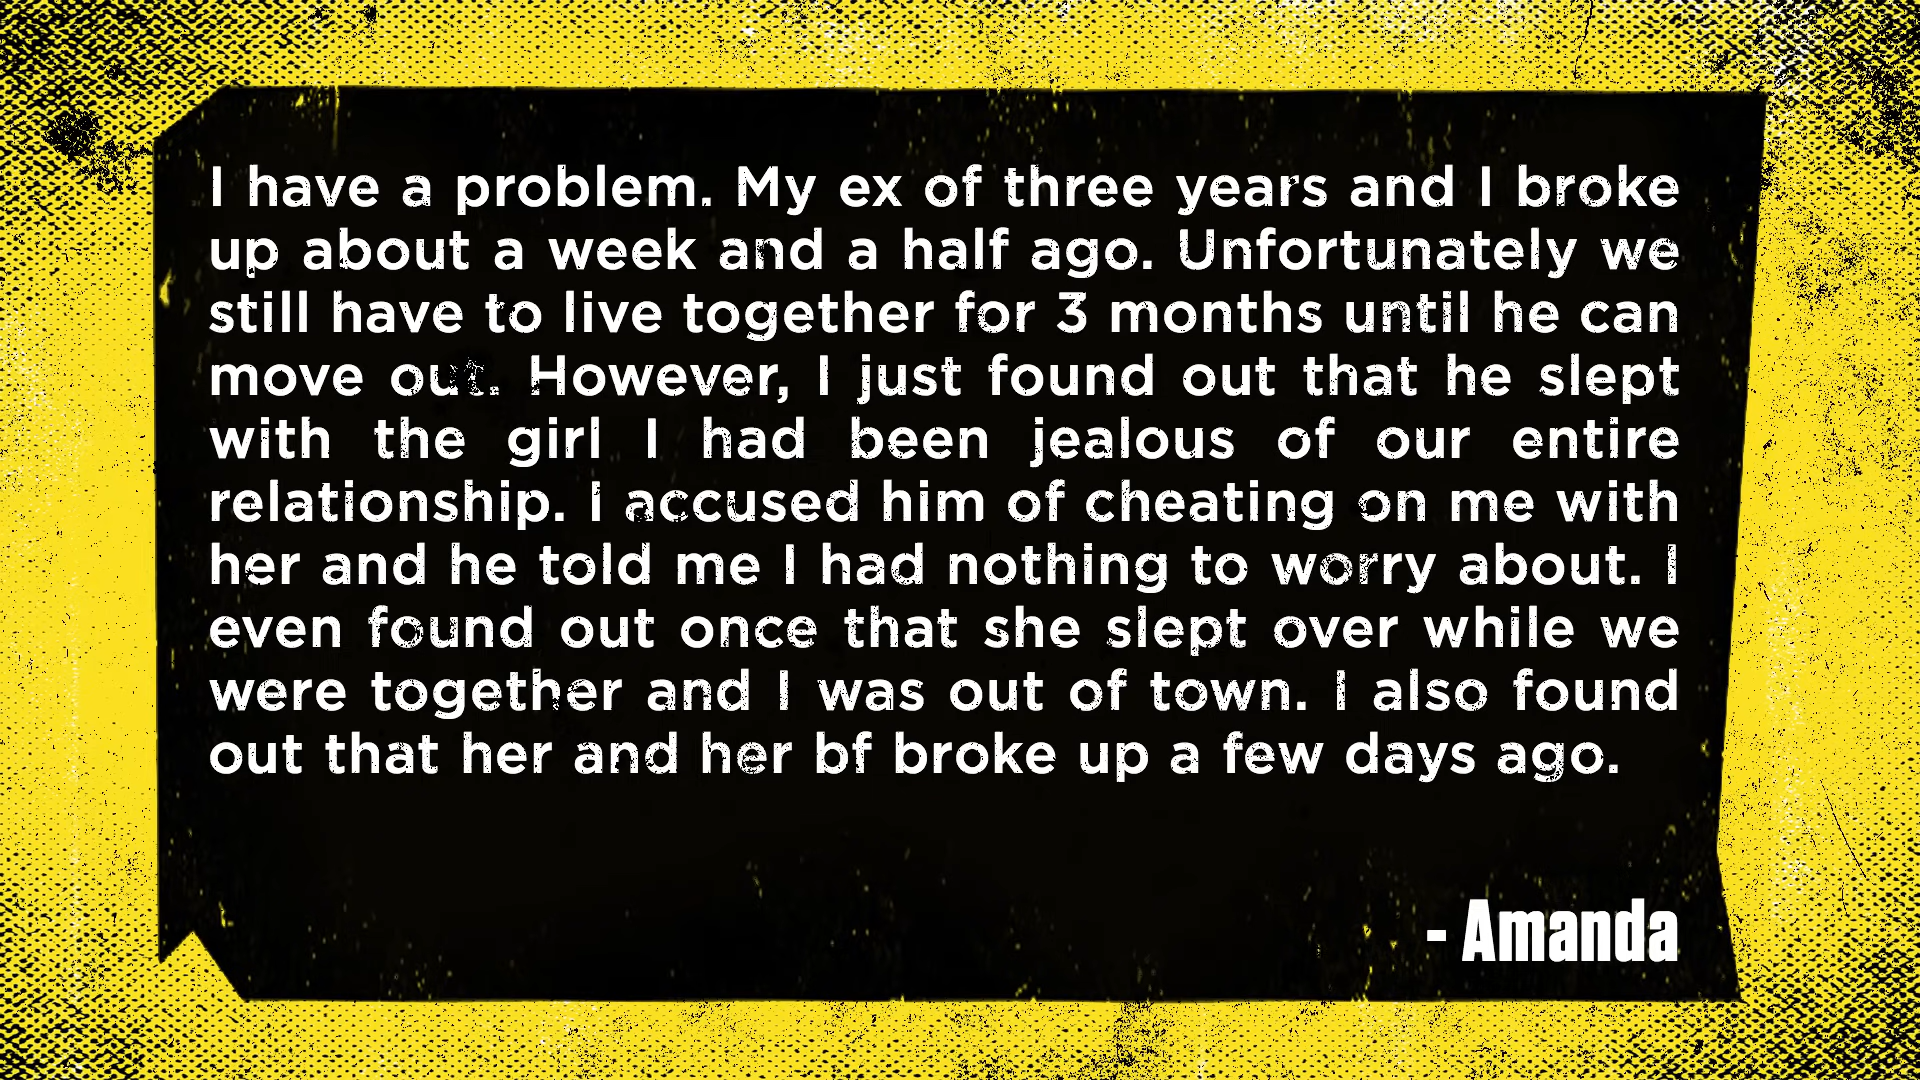 I have a problem. My ex of three years and I broke
up about a week and a half ago. Unfortunately we
still have to live together for 3 months until he can
move out. However, I just found out that he slept
with the girl I had been jealous of our entire
relationship. I accused him of cheating on me with
her and he told me I had nothing to worry about. I
even found out once that she slept over while we
were together and I was out of town. I also found
out that her and her bf broke up a few days ago.
- Amanda